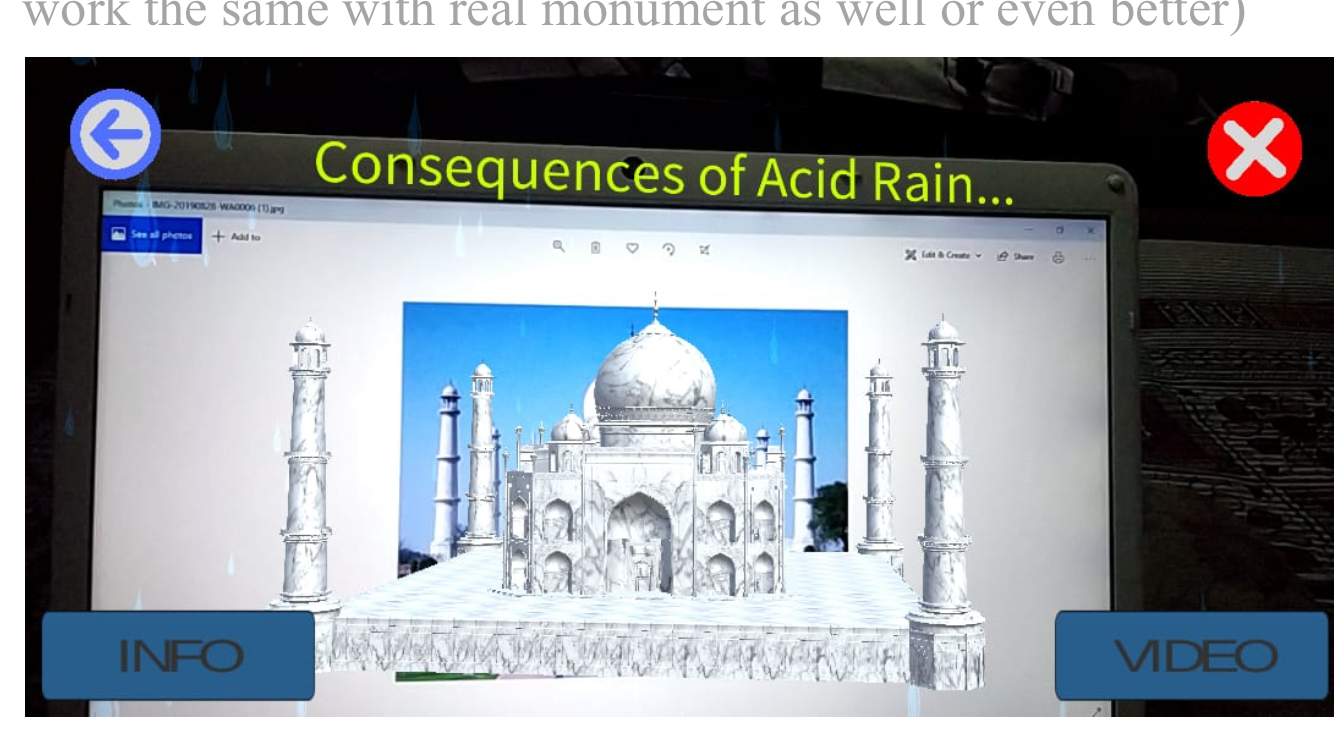 work the same with real monument as well or even better)
Consequences of Acid Rain...
Photos - IMG-20190828-WA0006 (1).jpg
See all photos
+ Add to
Edit & Create
Share
INFO
VIDEO